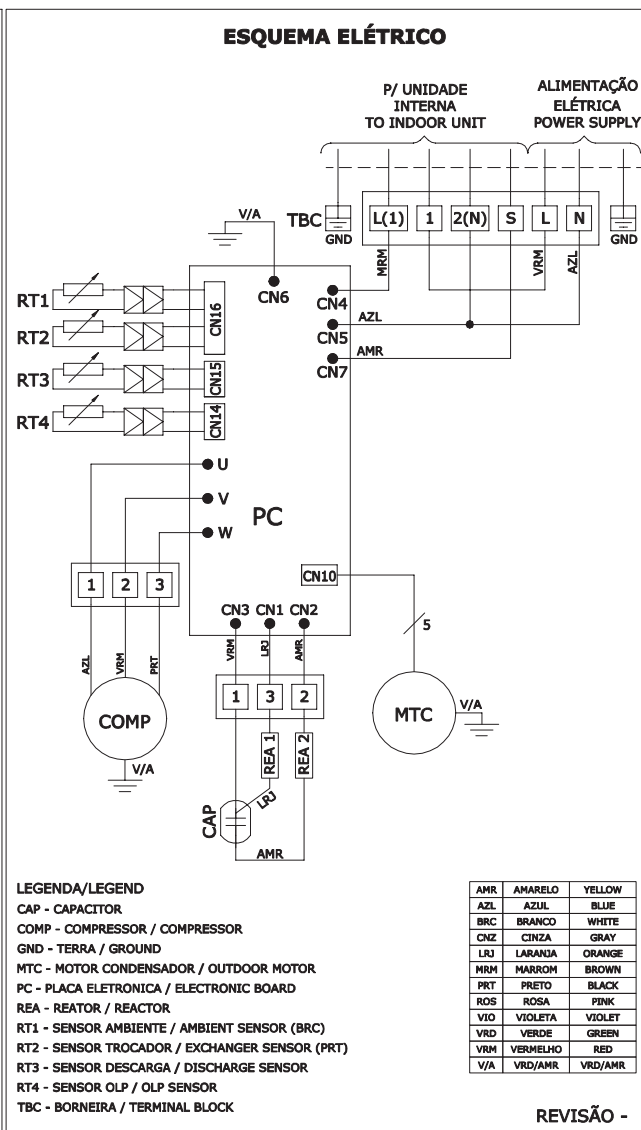 ESQUEMA ELÉTRICO
P/ UNIDADE
INTERNA
TO INDOOR UNIT
ALIMENTAÇÃO
ELÉTRICA
POWER SUPPLY
V/A
TBC
GND
L(1)
1
2(N)
S
L
N
GND
MRM
VRM
AZL
CN6
CN4
AZL
CN5
AMR
CN7
RT1
RT2
CN16
RT3
CN15
RT4
CN14
U
V
W
PC
CN10
1
2
3
CN3
CN1
CN2
5
AZL
VRM
PRT
VRM
LRJ
AMR
1
3
2
COMP
V/A
MTC
V/A
REA 1
REA 2
LRJ
CAP
AMR
LEGENDA/LEGEND
CAP - CAPACITOR
COMP - COMPRESSOR / COMPRESSOR
GND - TERRA / GROUND
MTC - MOTOR CONDENSADOR / OUTDOOR MOTOR
PC - PLACA ELETRONICA / ELECTRONIC BOARD
REA - REATOR / REACTOR
RT1 - SENSOR AMBIENTE / AMBIENT SENSOR (BRC)
RT2 - SENSOR TROCADOR / EXCHANGER SENSOR (PRT)
RT3 - SENSOR DESCARGA / DISCHARGE SENSOR
RT4 - SENSOR OLP / OLP SENSOR
TBC - BORNEIRA / TERMINAL BLOCK
AMR AMARELO YELLOW
AZL AZUL BLUE
BRC BRANCO WHITE
CNZ CINZA GRAY
LRJ LARANJA ORANGE
MRM MARROM BROWN
PRT PRETO BLACK
ROS ROSA PINK
VIO VIOLETA VIOLET
VRD VERDE GREEN
VRM VERMELHO RED
V/A VRD/AMR VRD/AMR
REVISÃO -